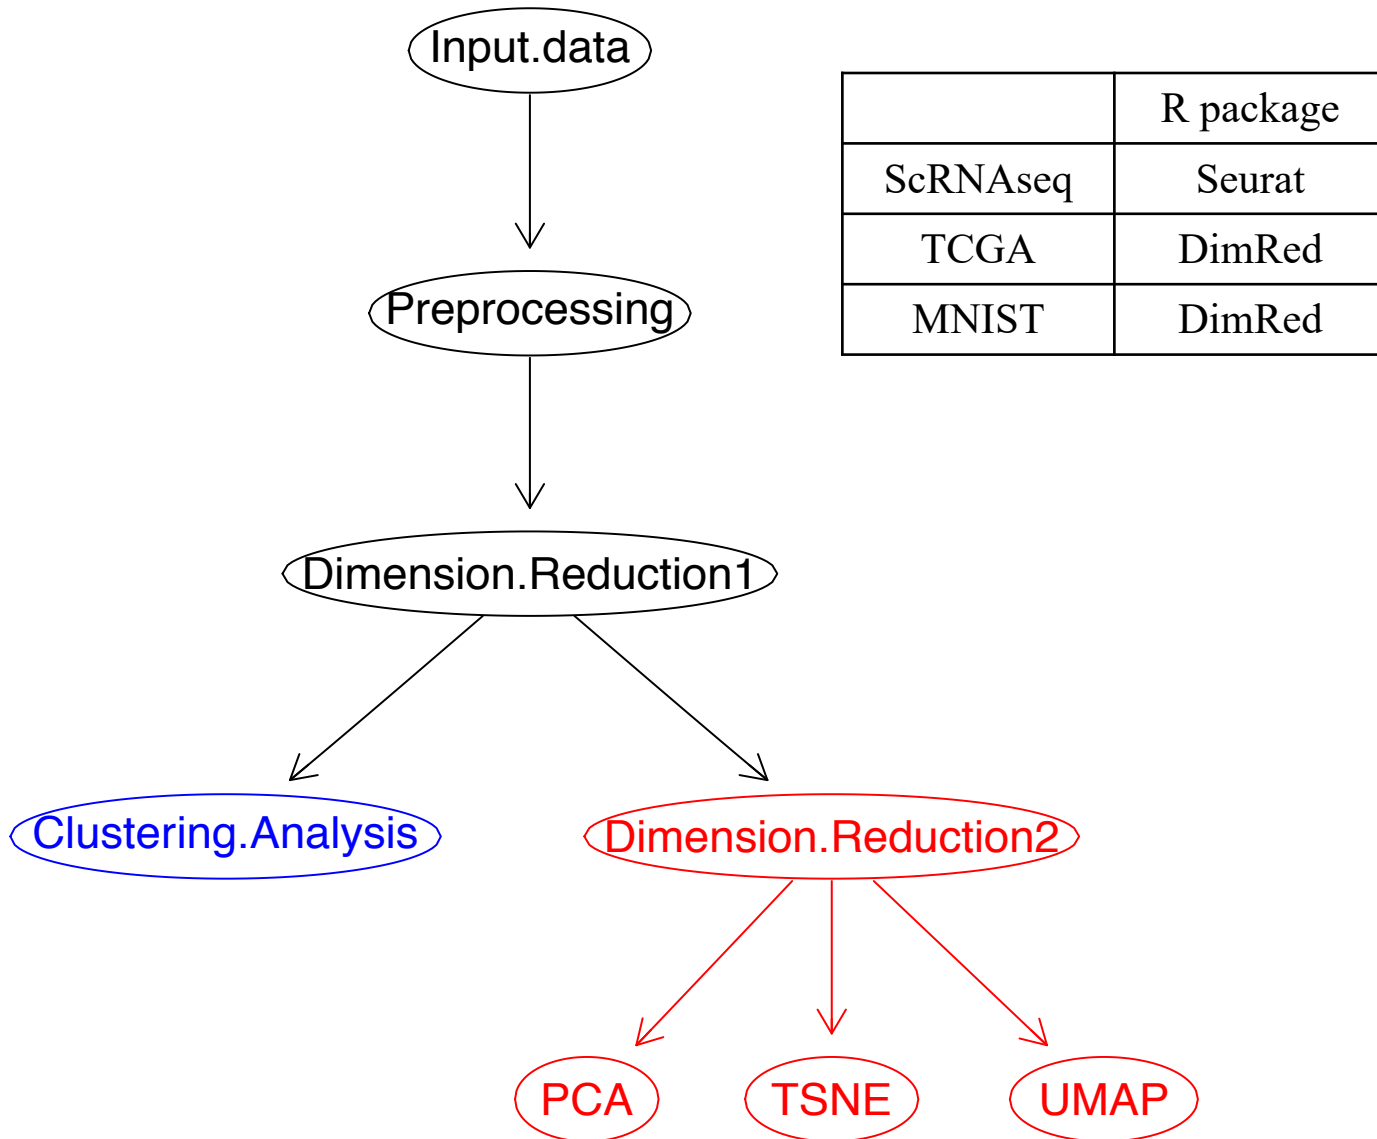 Input.data
R package
ScRNAseq Seurat
TCGA DimRed
MNIST DimRed
Preprocessing
Dimension.Reduction1
Clustering.Analysis
Dimension.Reduction2
PCA
TSNE
UMAP